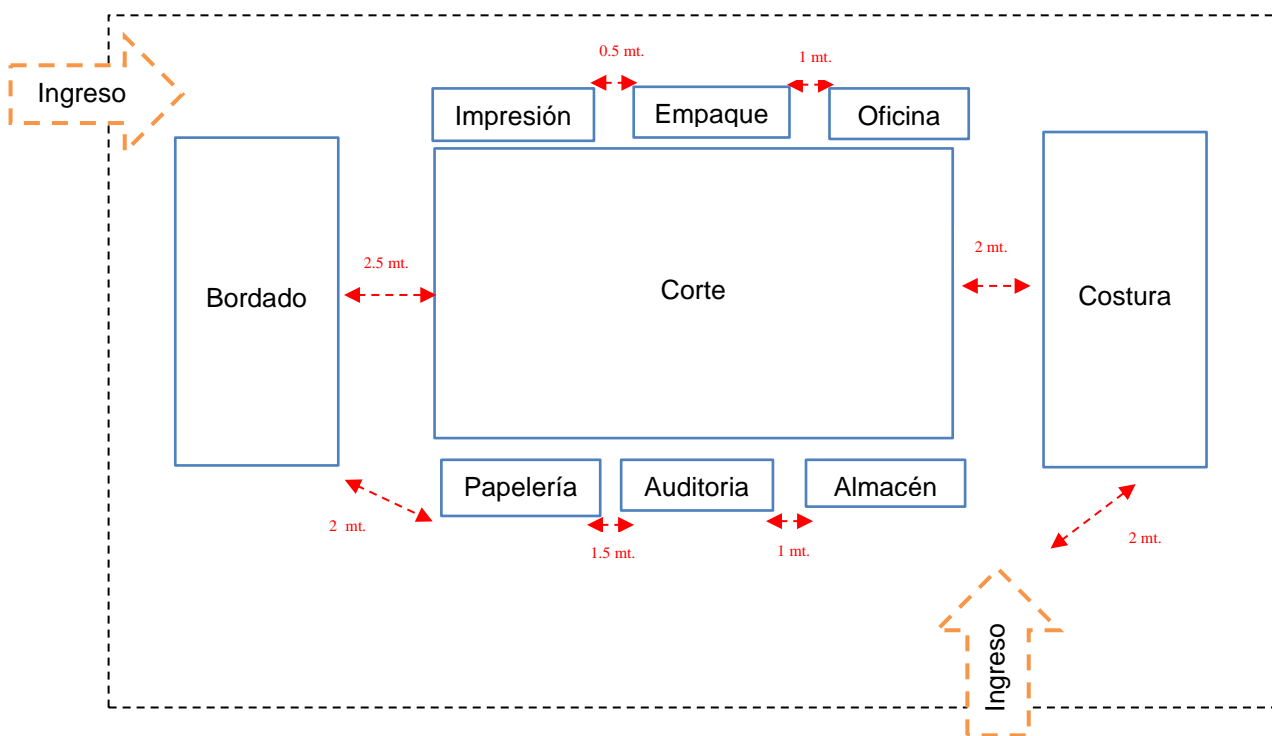 0.5 mt.
1 mt.
Ingreso
Impresión
Empaque
Oficina
2.5 mt.
2 mt.
Bordado
Corte
Costura
Papelería
Auditoria
Almacén
2  mt.
1.5 mt.
1 mt.
2 mt.
Ingreso